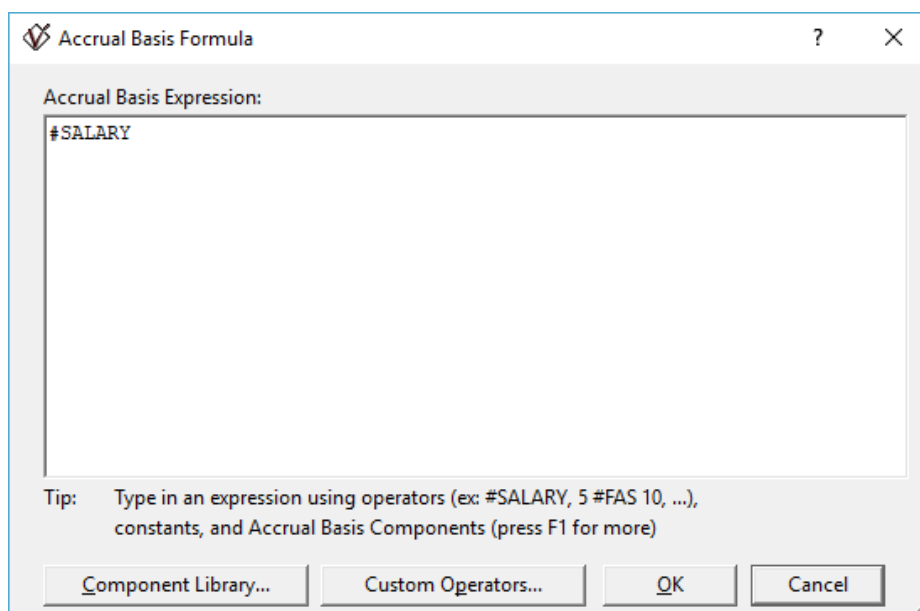 Accrual Basis Formula ?
Accrual Basis Expression:
#SALARY
Tip: Type in an expression using operators (ex: #SALARY, 5 #FAS 10, ...),
constants, and Accrual Basis Components (press F1 for more)
Component Library... Custom Operators... OK Cancel